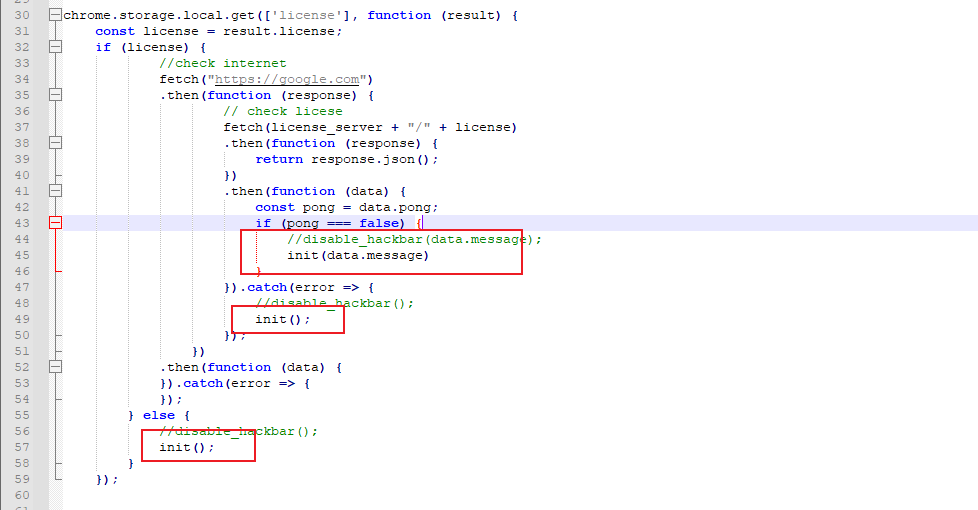 30 chrome.storage.local.get(['license'], function (result) {
31     const license = result.license;
32     if (license) {
33             //check internet
34             fetch("https://google.com")
35             .then(function (response) {
36                     // check licese
37                     fetch(license_server + "/" + license)
38                     .then(function (response) {
39                         return response.json();
40                     })
41                     .then(function (data) {
42                         const pong = data.pong;
43                         if (pong === false) {
44                             //disable_hackbar(data.message);
45                             init(data.message)
46                         }
47                     }).catch(error => {
48                         //disable_hackbar();
49                         init();
50                     });
51                 })
52             .then(function (data) {
53             }).catch(error => {
54             });
55         } else {
56             //disable_hackbar();
57             init();
58         }
59     });
60